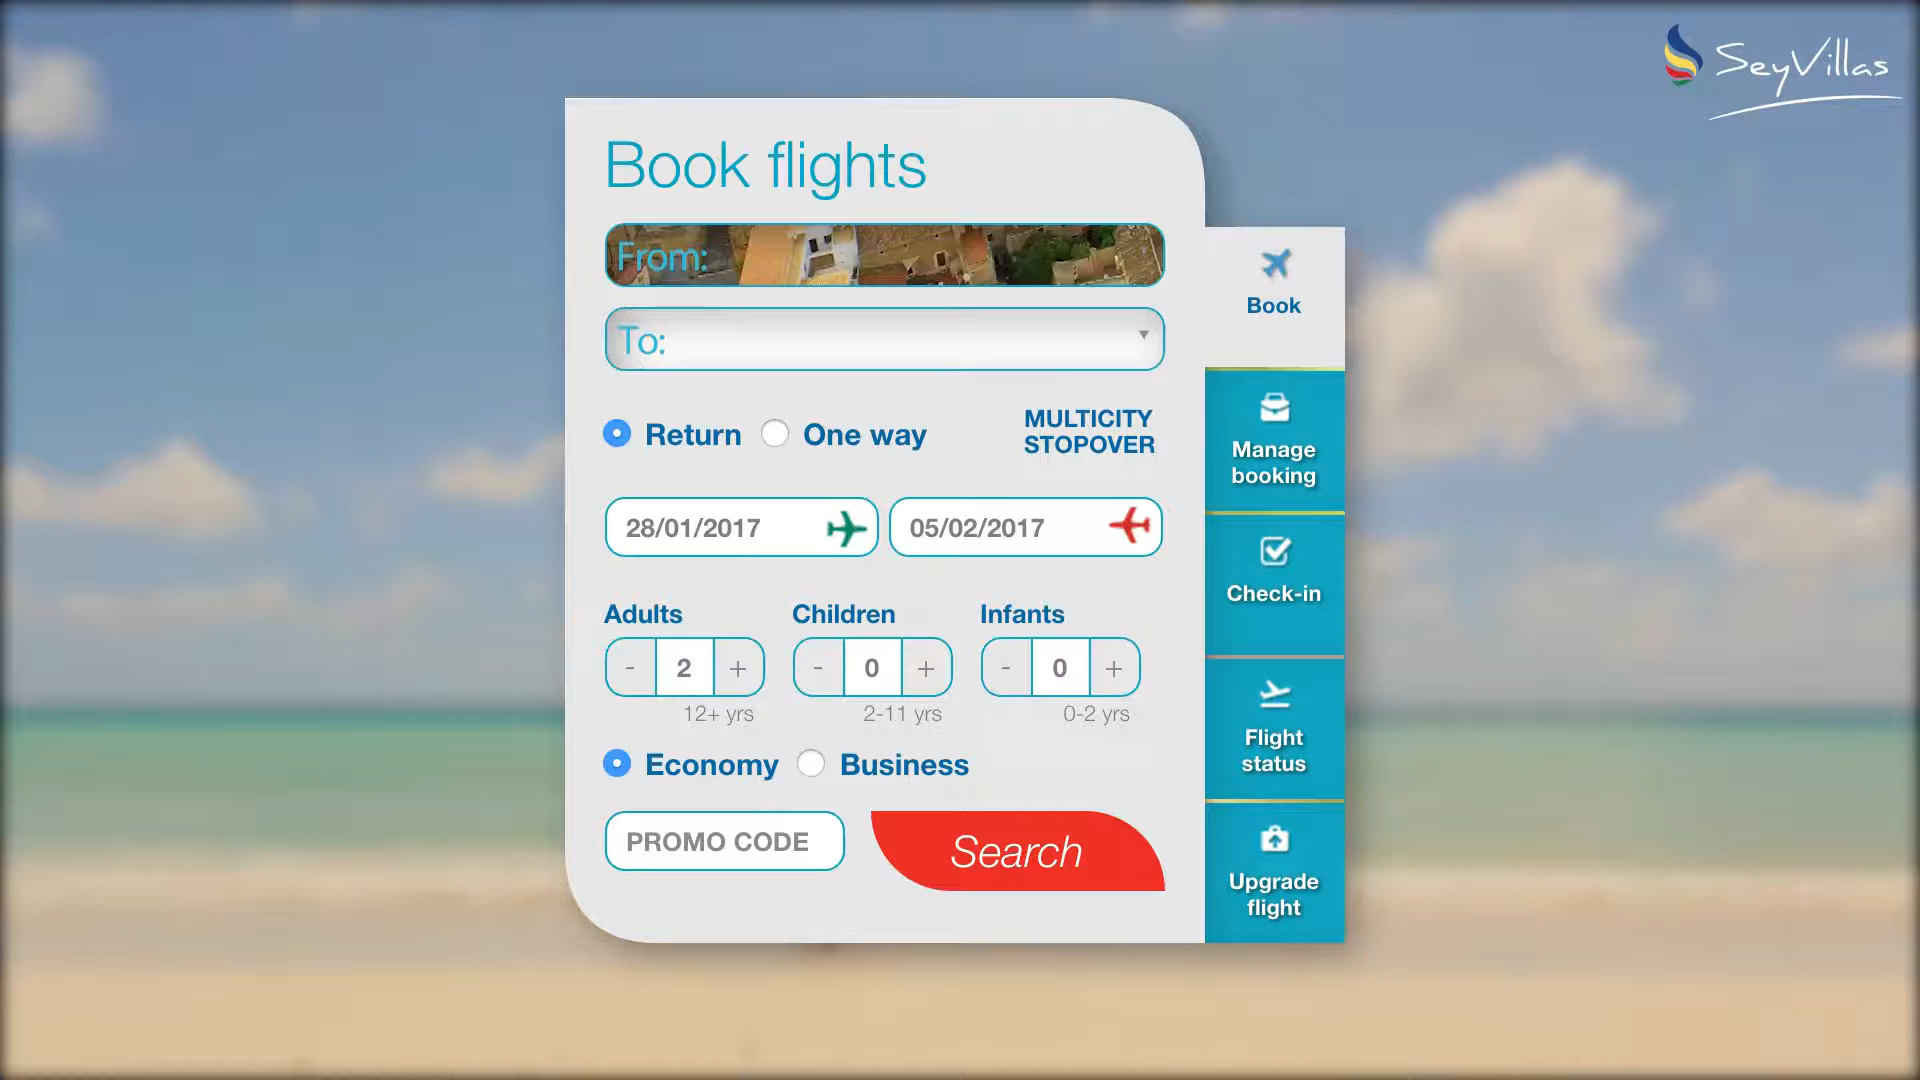 SeyVillas
Book flights
From:
To:
Return
One way
MULTICITY
STOPOVER
28/01/2017
05/02/2017
Adults
Children
Infants
- 2 +
- 0 +
- 0 +
12+ yrs
2-11 yrs
0-2 yrs
Economy
Business
PROMO CODE
Search
Book
Manage
booking
Check-in
Flight
status
Upgrade
flight